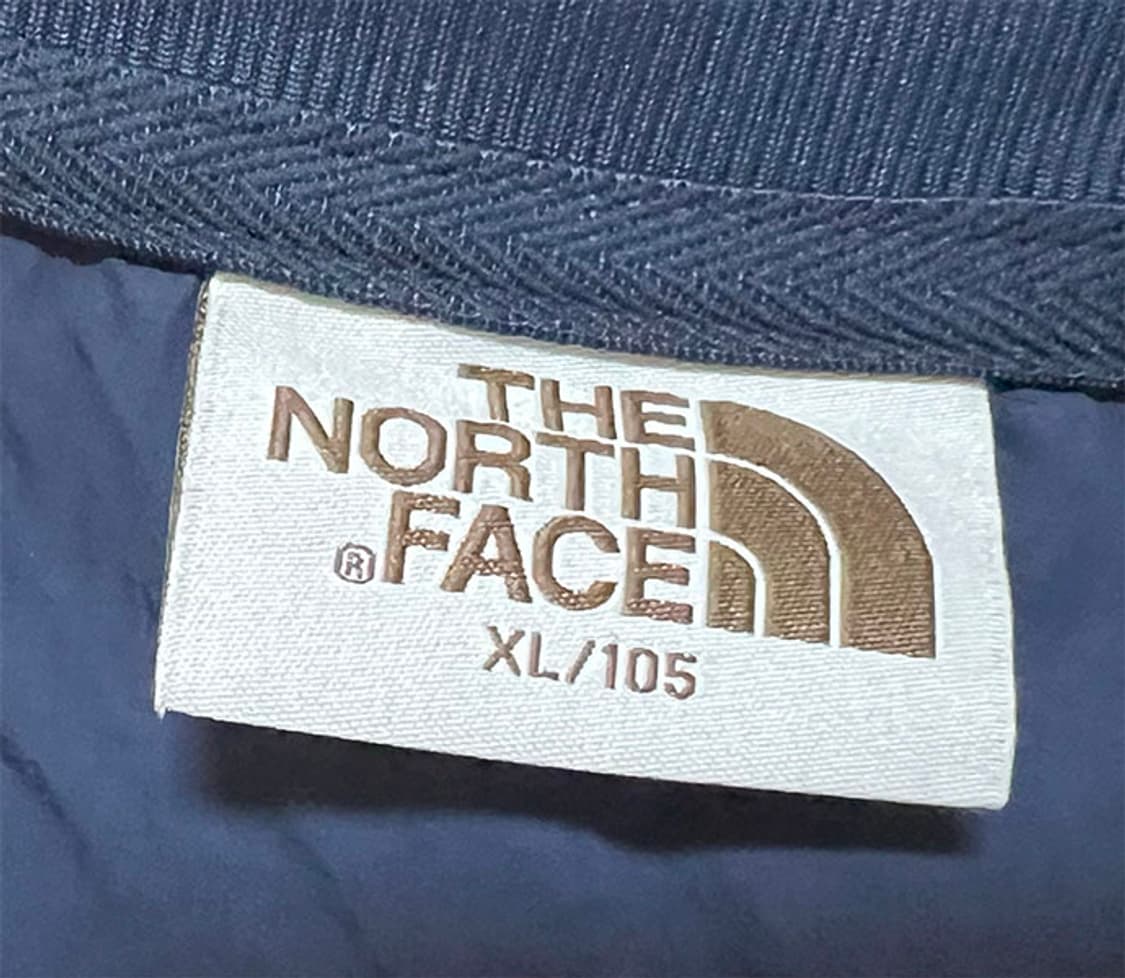 THE
NORTH
®FACE
XL/105